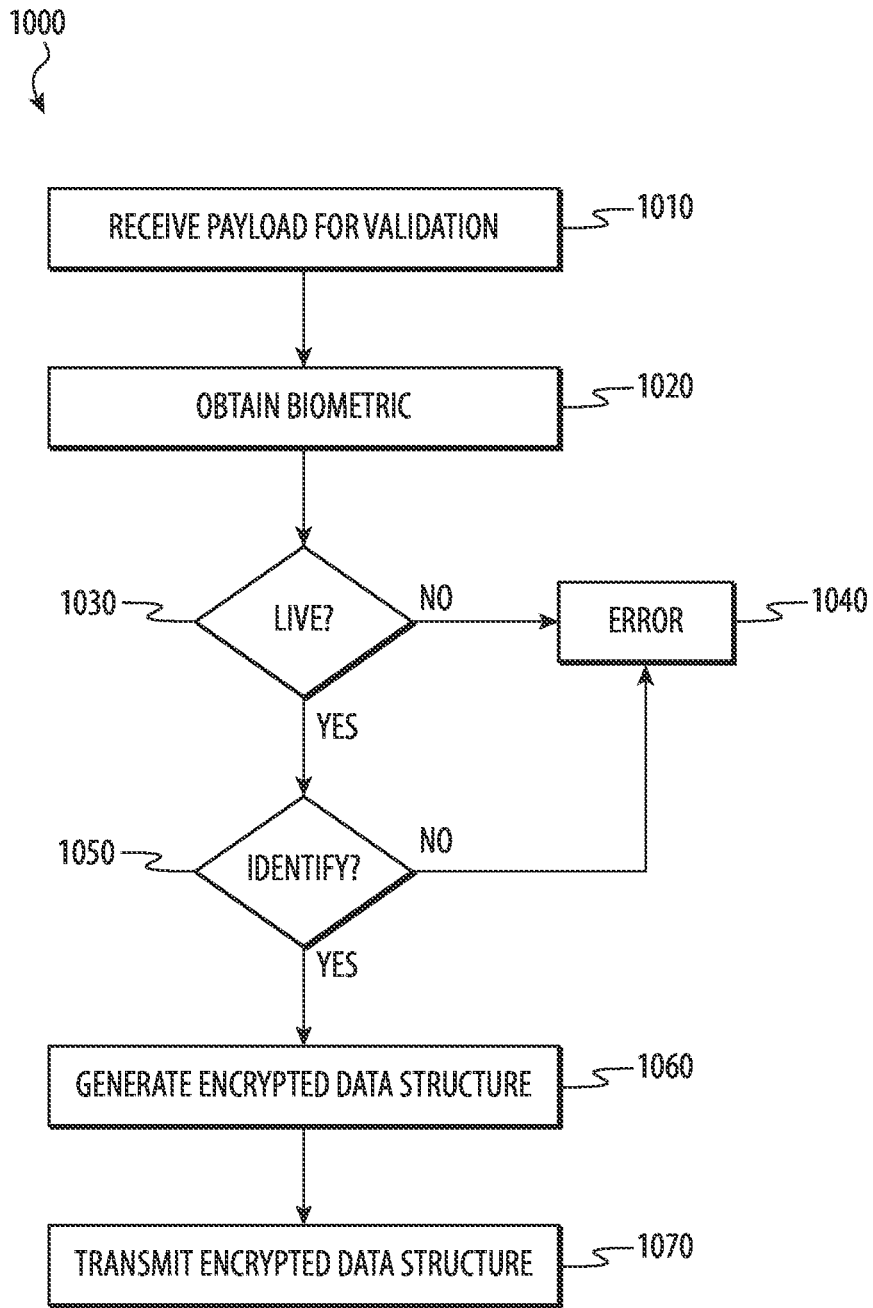 1000
RECEIVE PAYLOAD FOR VALIDATION
1010
OBTAIN BIOMETRIC
1020
1030
LIVE?
NO
ERROR
1040
YES
1050
IDENTIFY?
NO
YES
GENERATE ENCRYPTED DATA STRUCTURE
1060
TRANSMIT ENCRYPTED DATA STRUCTURE
1070